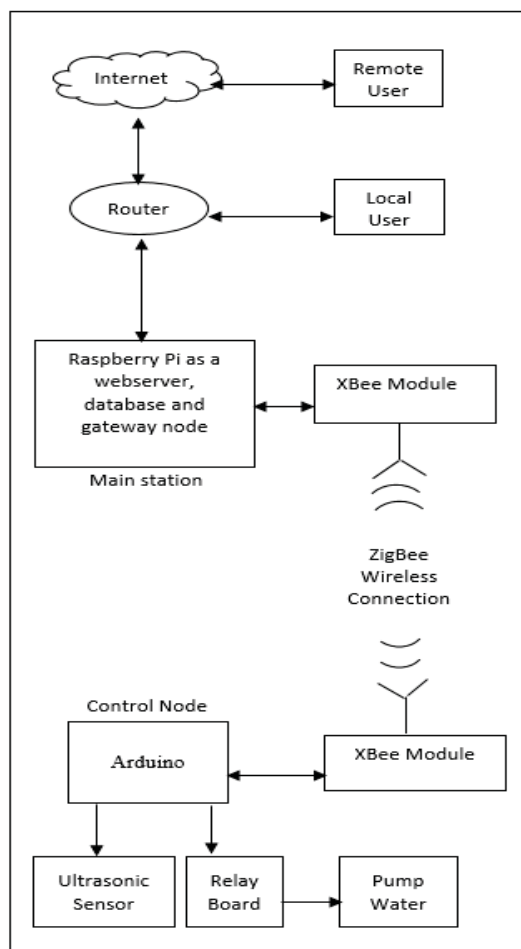 Internet
Remote
User
Router
Local
User
Raspberry Pi as a
webserver,
database and
gateway node
XBee Module
Main station
ZigBee
Wireless
Connection
Control Node
Arduino
XBee Module
Ultrasonic
Sensor
Relay
Board
Pump
Water